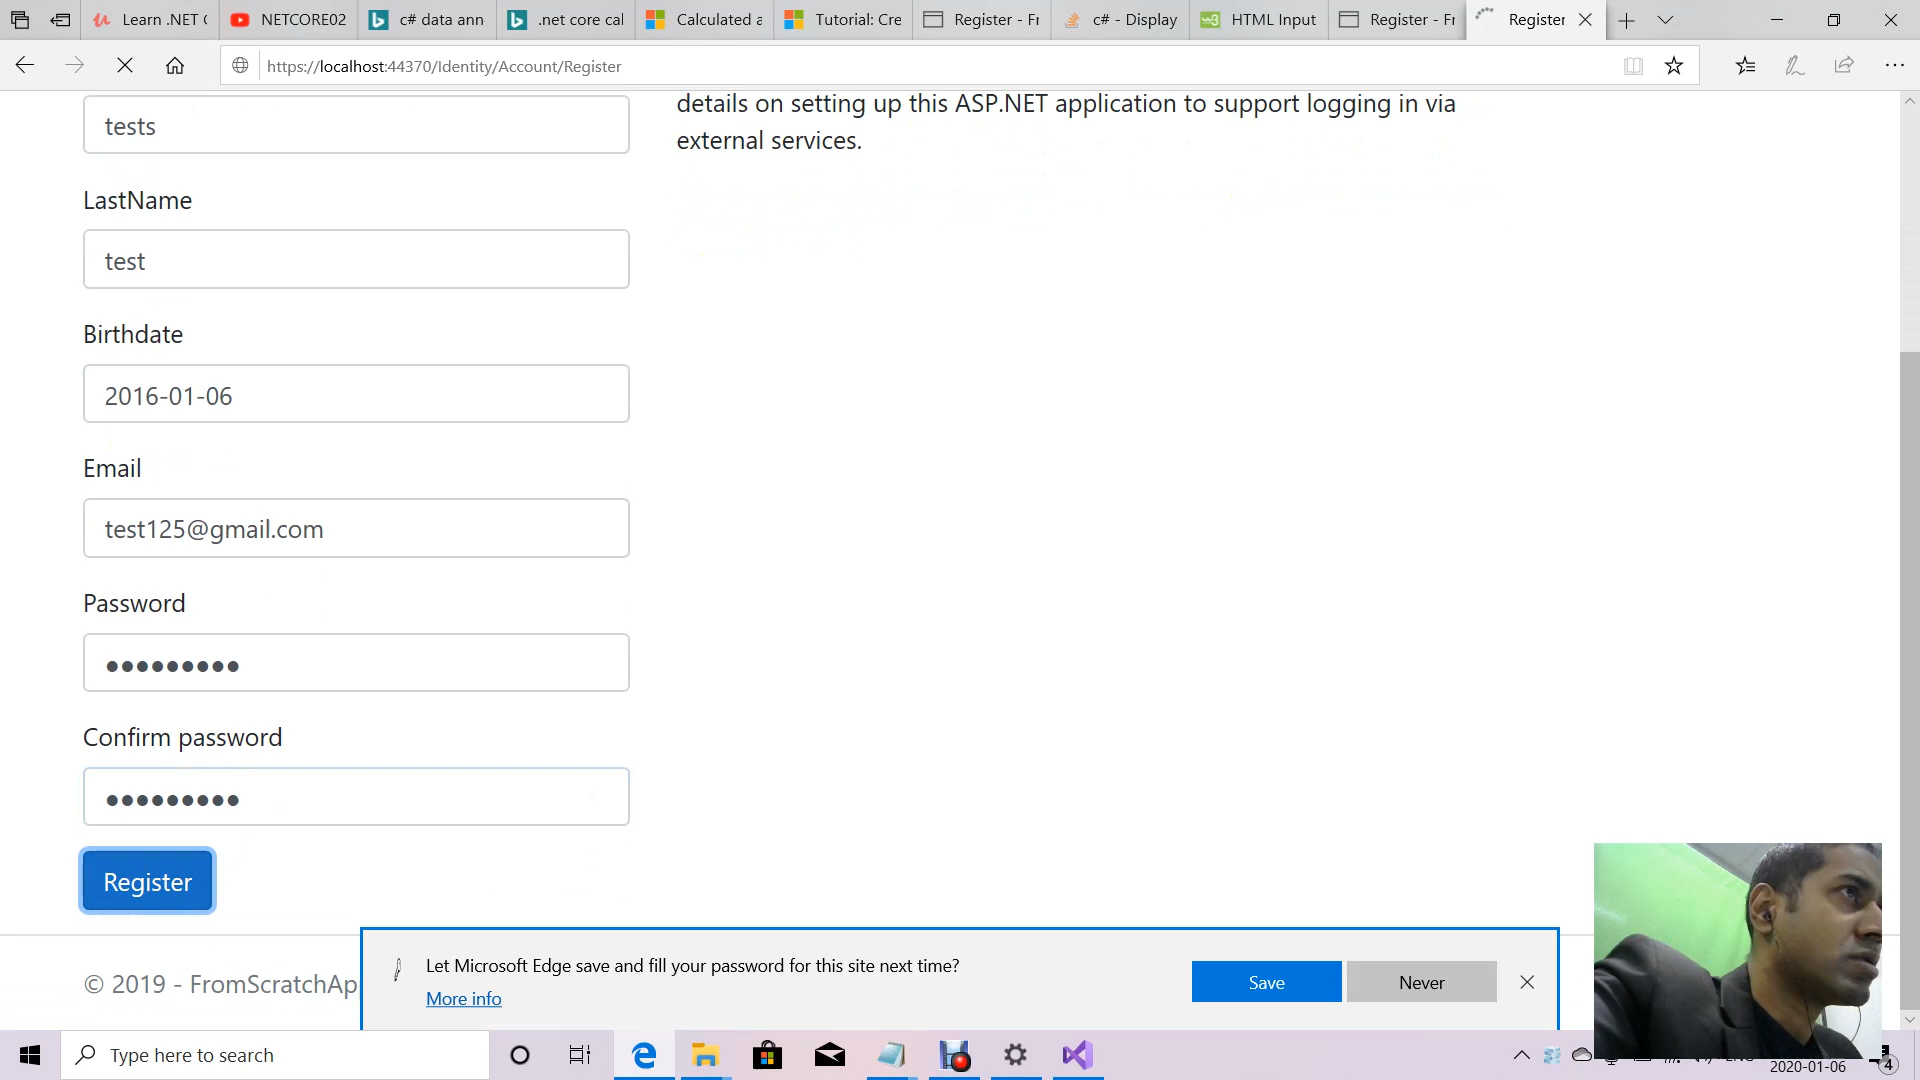 Learn .NET C
NETCORE02
c# data ann
.net core cal
Calculated a
Tutorial: Cre
Register - Fr
c# - Display
HTML Input
Register - Fr
Register
https://localhost:44370/Identity/Account/Register
details on setting up this ASP.NET application to support logging in via
external services.
tests
LastName
test
Birthdate
2016-01-06
Email
test125@gmail.com
Password
Confirm password
Register
Let Microsoft Edge save and fill your password for this site next time?
More info
Save
Never
© 2019 - FromScratchAp
Type here to search
2020-01-06
4